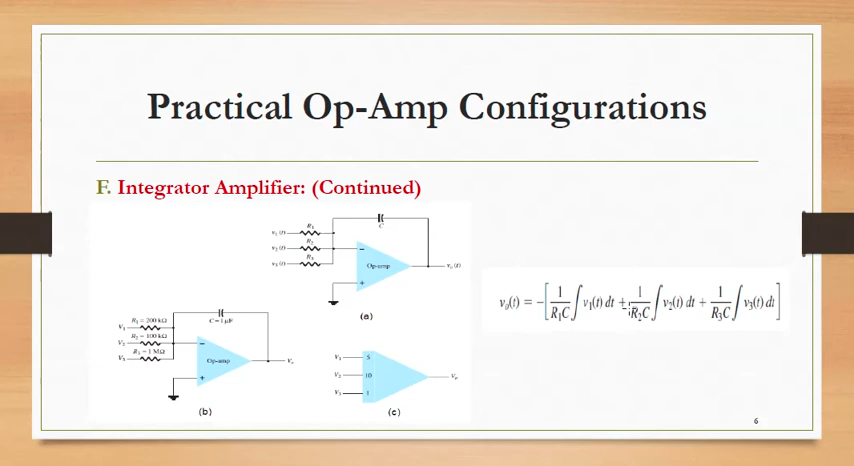 Practical Op-Amp Configurations
F. Integrator Amplifier: (Continued)
R₁
v₁ (t)
C
R₂
v₂ (t)
−
R₃
v₃ (t)
Op-amp
vₒ (t)
+
(a)
vₒ(t) = −[1/R₁C ∫v₁(t) dt + 1/R₂C ∫v₂(t) dt + 1/R₃C ∫v₃(t) dt]
R₁ = 200 kΩ
C = 1 µF
V₁
R₂ = 100 kΩ
V₂
−
R₃ = 1 MΩ
V₃
Op-amp
Vₒ
+
(b)
V₁ 5
V₂ 10
Vₒ
V₃ 1
(c)
6